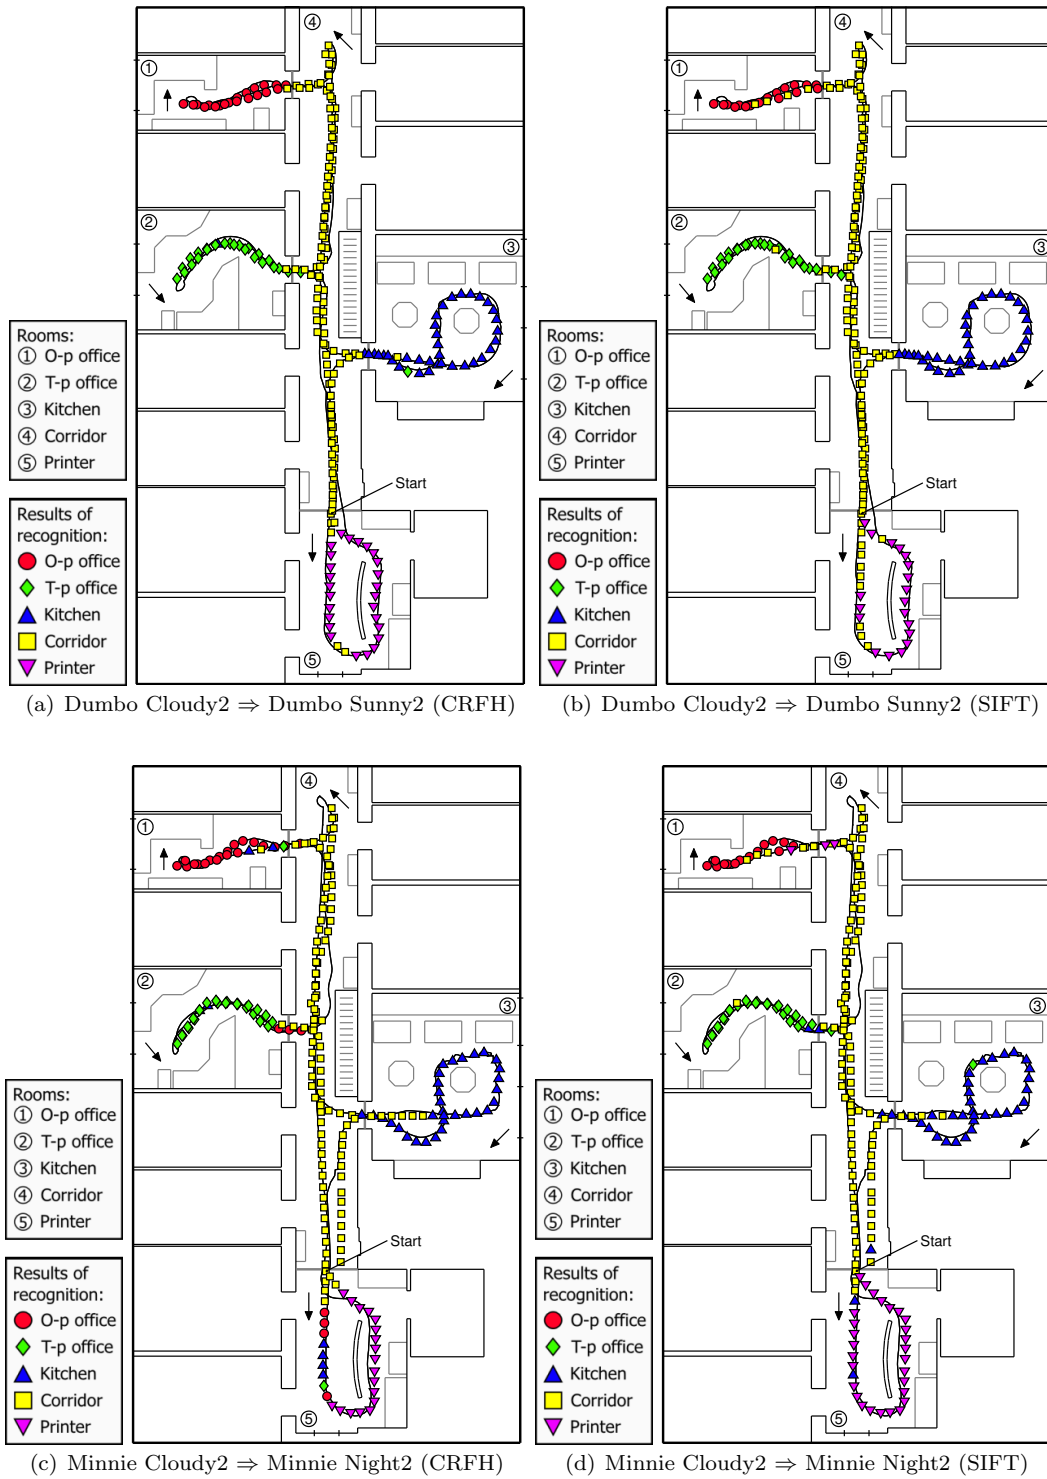 ④
①
②
③
Rooms:
① O-p office
② T-p office
③ Kitchen
④ Corridor
⑤ Printer
Start
Results of
recognition:
O-p office
T-p office
Kitchen
Corridor
Printer
⑤
(a) Dumbo Cloudy2 ⇒ Dumbo Sunny2 (CRFH)
④
①
②
③
Rooms:
① O-p office
② T-p office
③ Kitchen
④ Corridor
⑤ Printer
Start
Results of
recognition:
O-p office
T-p office
Kitchen
Corridor
Printer
⑤
(b) Dumbo Cloudy2 ⇒ Dumbo Sunny2 (SIFT)
④
①
②
③
Rooms:
① O-p office
② T-p office
③ Kitchen
④ Corridor
⑤ Printer
Start
Results of
recognition:
O-p office
T-p office
Kitchen
Corridor
Printer
⑤
(c) Minnie Cloudy2 ⇒ Minnie Night2 (CRFH)
④
①
②
③
Rooms:
① O-p office
② T-p office
③ Kitchen
④ Corridor
⑤ Printer
Start
Results of
recognition:
O-p office
T-p office
Kitchen
Corridor
Printer
⑤
(d) Minnie Cloudy2 ⇒ Minnie Night2 (SIFT)